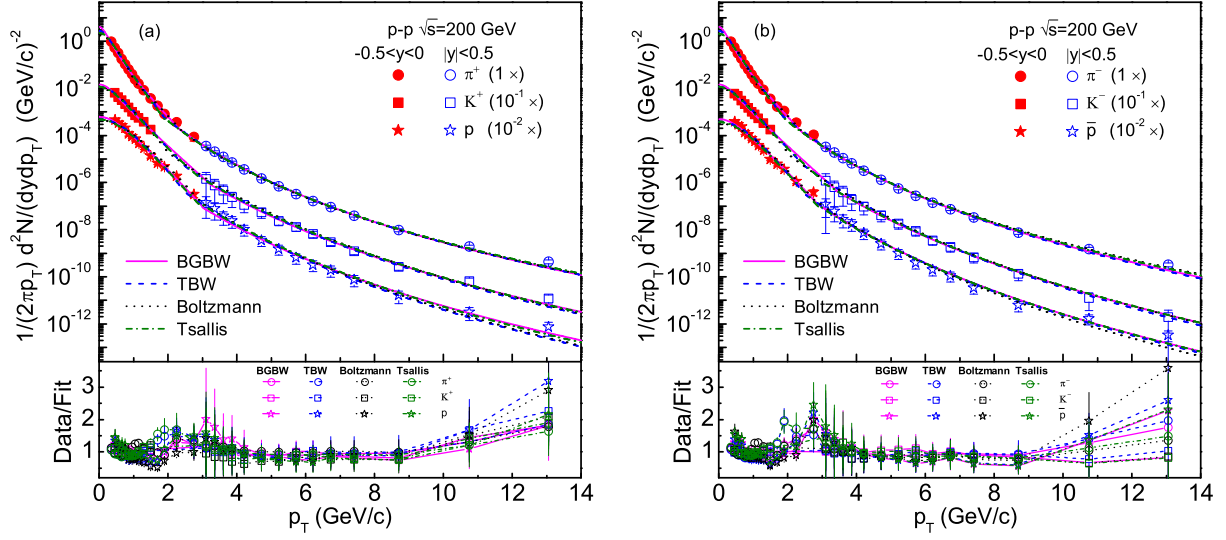 (a)
p-p √s=200 GeV
-0.5<y<0 |y|<0.5
π⁺ (1 ×)
K⁺ (10⁻¹ ×)
p (10⁻² ×)
1/(2πp_T) d²N/(dydp_T) (GeV/c)⁻²
10⁰
10⁻²
10⁻⁴
10⁻⁶
10⁻⁸
10⁻¹⁰
10⁻¹²
BGBW
TBW
Boltzmann
Tsallis
BGBW TBW Boltzmann Tsallis
π⁺
K⁺
p
Data/Fit
3
2
1
0 2 4 6 8 10 12 14
p_T (GeV/c)
(b)
p-p √s=200 GeV
-0.5<y<0 |y|<0.5
π⁻ (1 ×)
K⁻ (10⁻¹ ×)
p̅ (10⁻² ×)
1/(2πp_T) d²N/(dydp_T) (GeV/c)⁻²
10⁰
10⁻²
10⁻⁴
10⁻⁶
10⁻⁸
10⁻¹⁰
10⁻¹²
BGBW
TBW
Boltzmann
Tsallis
BGBW TBW Boltzmann Tsallis
π⁻
K⁻
p̅
Data/Fit
3
2
1
0 2 4 6 8 10 12 14
p_T (GeV/c)